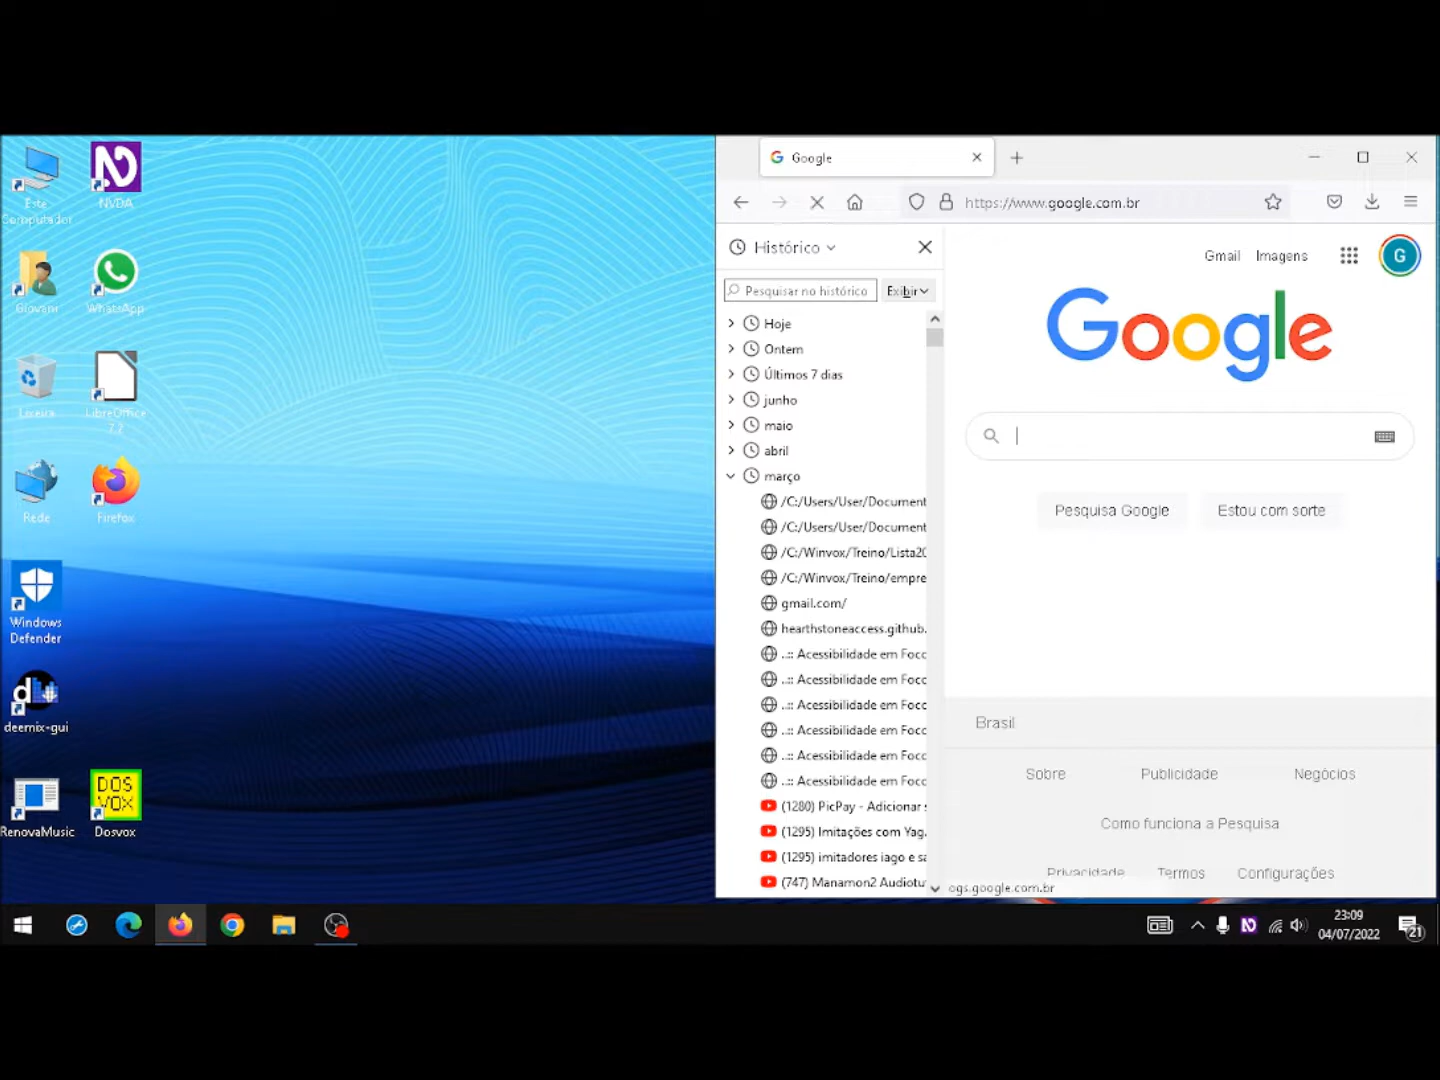 Este
Computador
NVDA
Giovani
WhatsApp
Lixeira
LibreOffice
7.2
Rede
Firefox
Windows
Defender
deemix-gui
RenovaMusic
DOS
VOX
Dosvox
Google
https://www.google.com.br
Histórico
Pesquisar no histórico
Exibir
Hoje
Ontem
Últimos 7 dias
junho
maio
abril
março
/C:/Users/User/Document
/C:/Users/User/Document
/C:/Winvox/Treino/Lista20
/C:/Winvox/Treino/empre
gmail.com/
hearthstoneaccess.github.
..:: Acessibilidade em Foco
..:: Acessibilidade em Foco
..:: Acessibilidade em Foco
..:: Acessibilidade em Foco
..:: Acessibilidade em Foco
..:: Acessibilidade em Foco
(1280) PicPay - Adicionar s
(1295) Imitações com Yag
(1295) imitadores iago e sa
(747) Manamon2 Audiotu
Gmail Imagens
G
Google
Pesquisa Google Estou com sorte
Brasil
Sobre Publicidade Negócios
Como funciona a Pesquisa
Privacidade Termos Configurações
ogs.google.com.br
23:09
04/07/2022
21